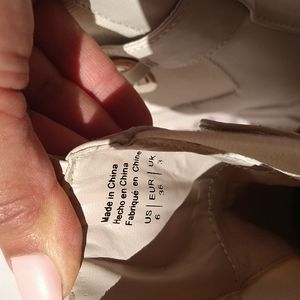 Made in China
Hecho en China
Fabriqué en Chine
US | EUR | UK
6 | 36 | 3